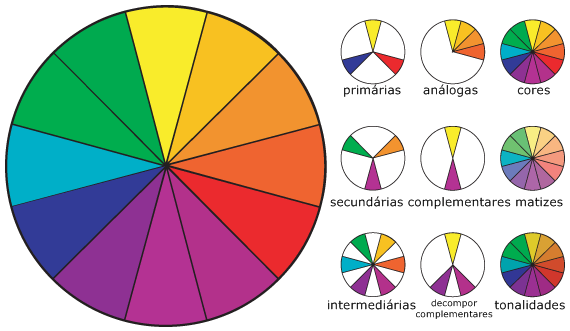 primárias análogas cores
secundárias complementares matizes
intermediárias decompor complementares tonalidades